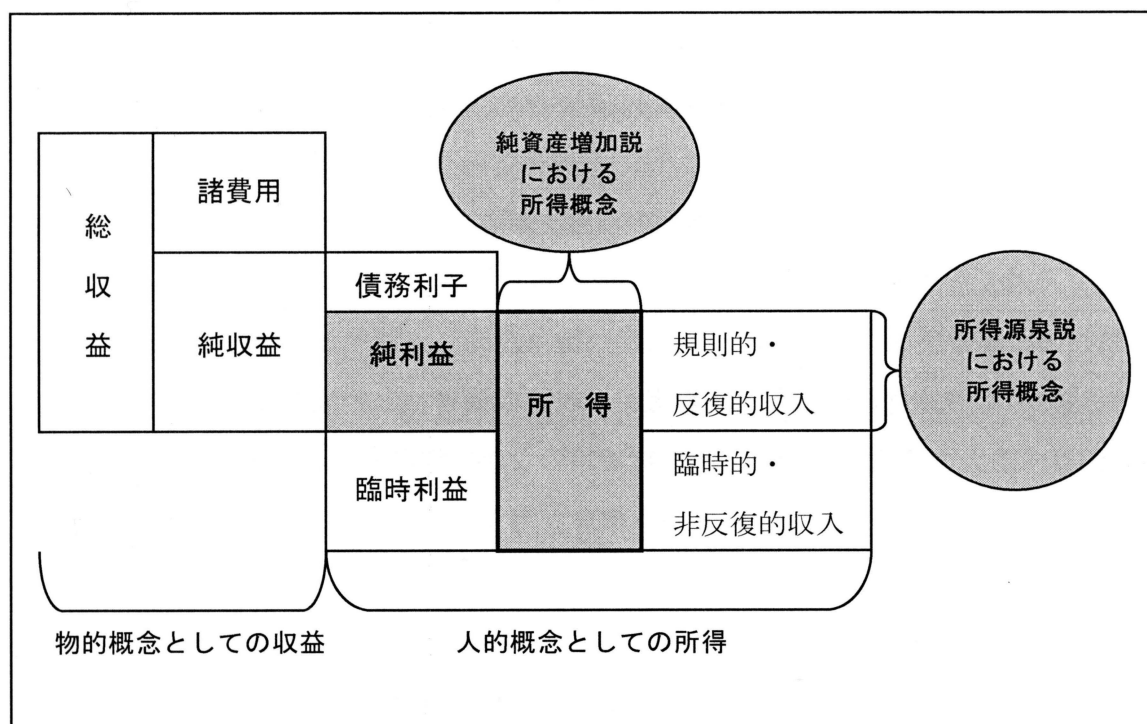 純資産増加説
における
所得概念
総
収
益
諸費用
純収益
債務利子
純利益
臨時利益
所 得
規則的・
反復的収入
臨時的・
非反復的収入
所得源泉説
における
所得概念
物的概念としての収益
人的概念としての所得